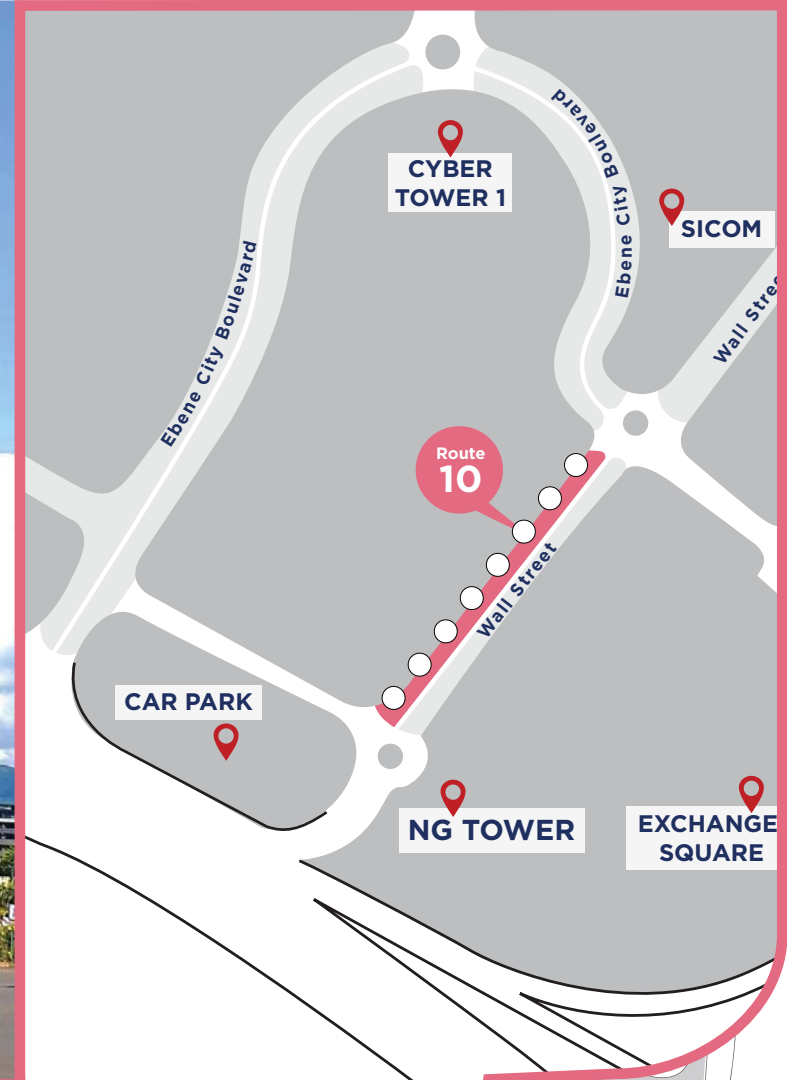 CYBER
TOWER 1
Ebene City Boulevard
SICOM
Ebene City Boulevard
Wall Stree
Route
10
Wall Street
CAR PARK
NG TOWER
EXCHANGE
SQUARE